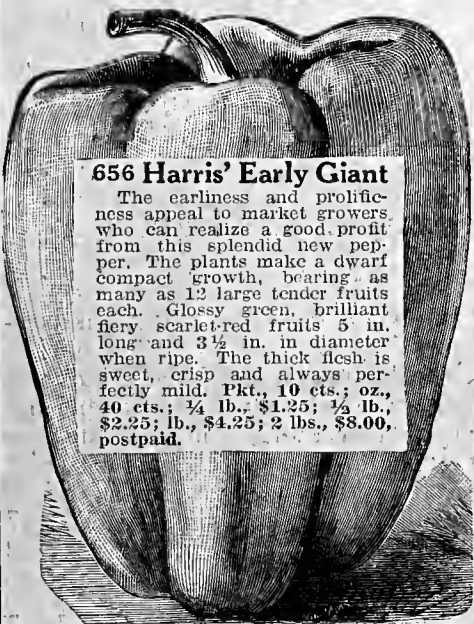 656 Harris' Early Giant
The earliness and prolific-
ness appeal to market growers
who can realize a good profit
from this splendid new pep-
per. The plants make a dwarf
compact growth, bearing as
many as 12 large tender fruits
each. Glossy green, brilliant
fiery scarlet-red fruits 5 in.
long and 3½ in. in diameter
when ripe. The thick flesh is
sweet, crisp and always per-
fectly mild. Pkt., 10 cts.; oz.,
40 cts.; ¼ lb., $1.25; ½ lb.,
$2.25; lb., $4.25; 2 lbs., $8.00,
postpaid.